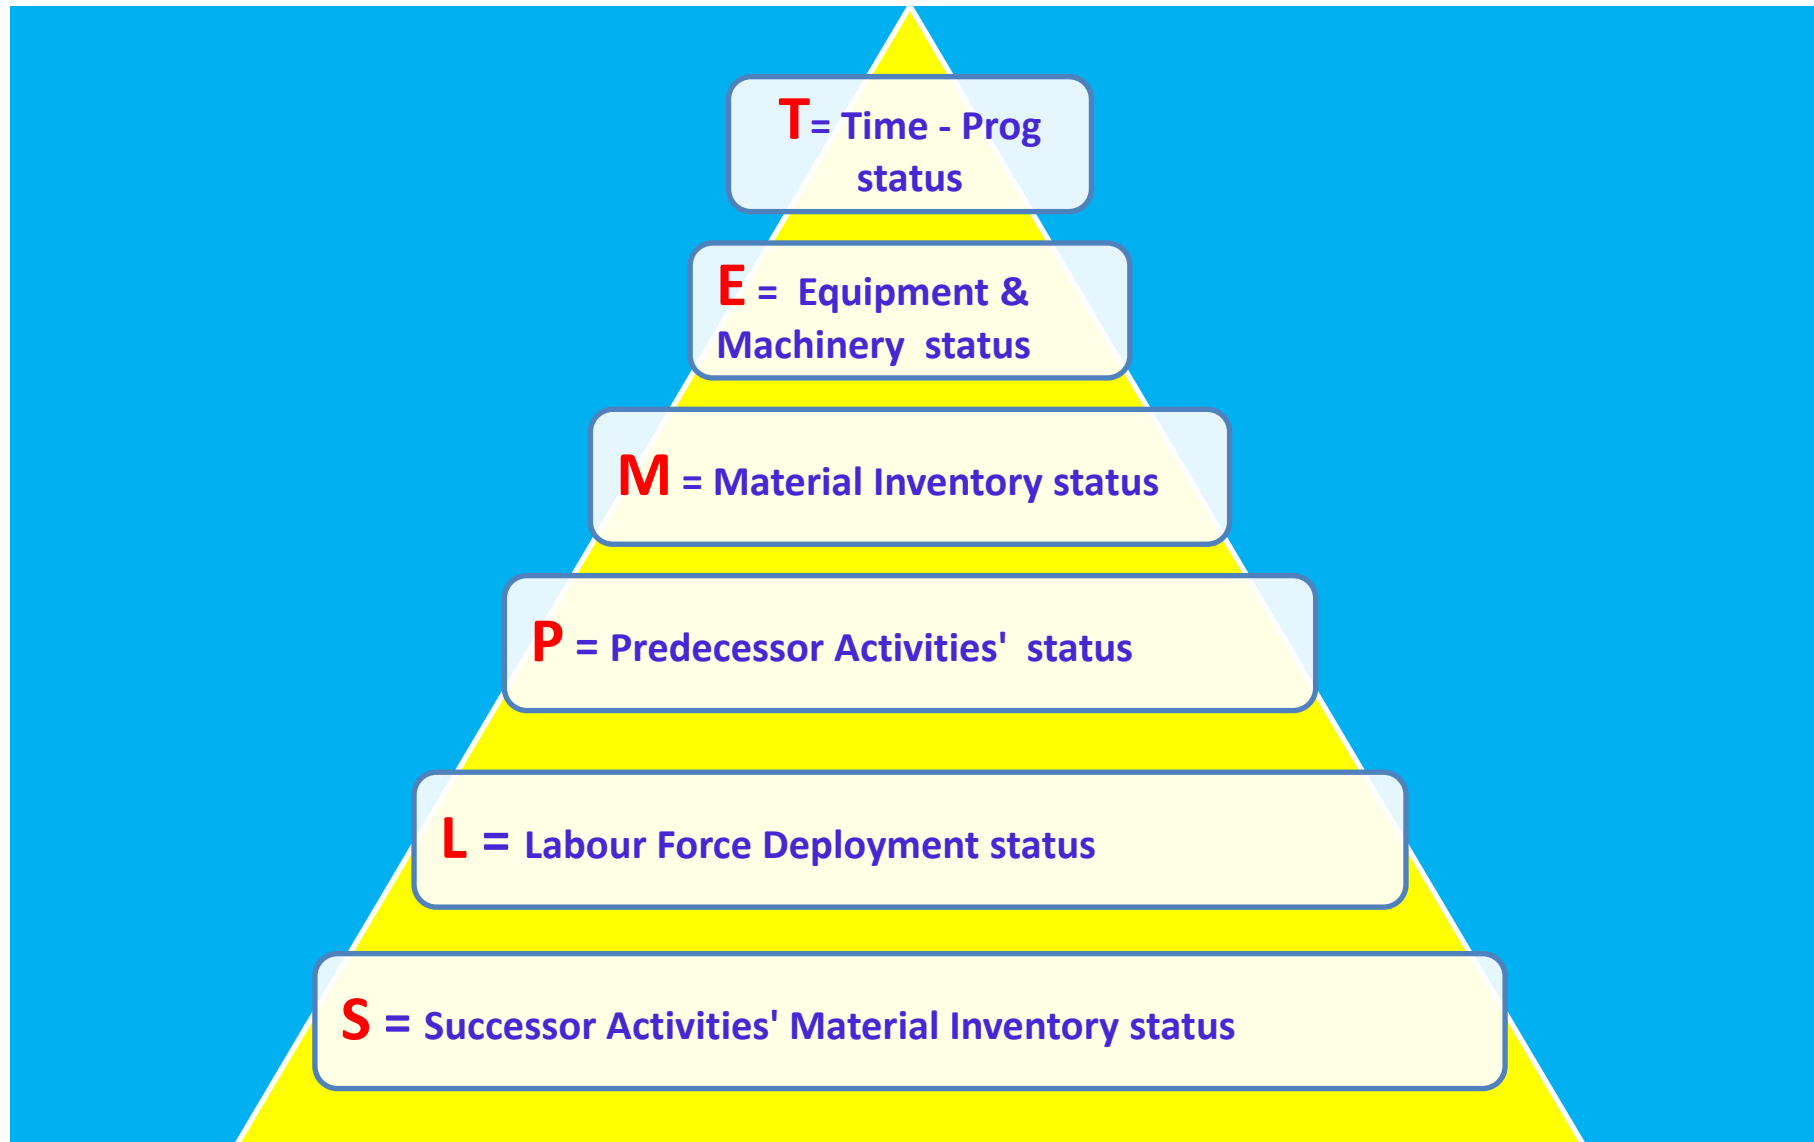 T= Time - Prog
status
E = Equipment &
Machinery status
M = Material Inventory status
P = Predecessor Activities' status
L = Labour Force Deployment status
S = Successor Activities' Material Inventory status